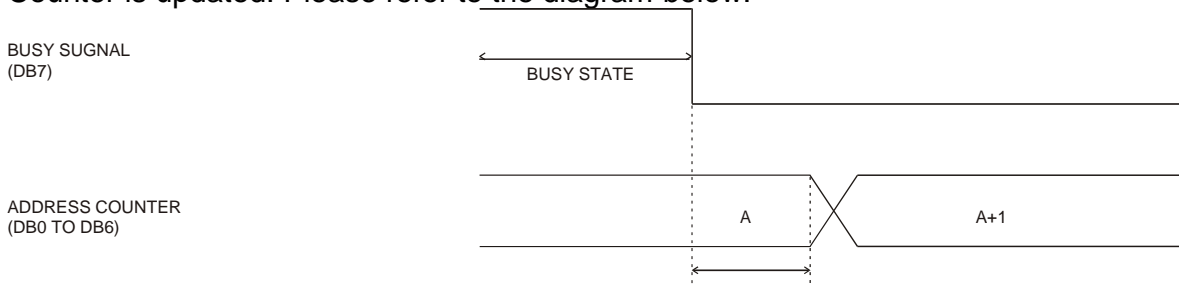 Counter is updated. Please refer to the diagram below.
BUSY SUGNAL
(DB7)
BUSY STATE
ADDRESS COUNTER
(DB0 TO DB6)
A
A+1